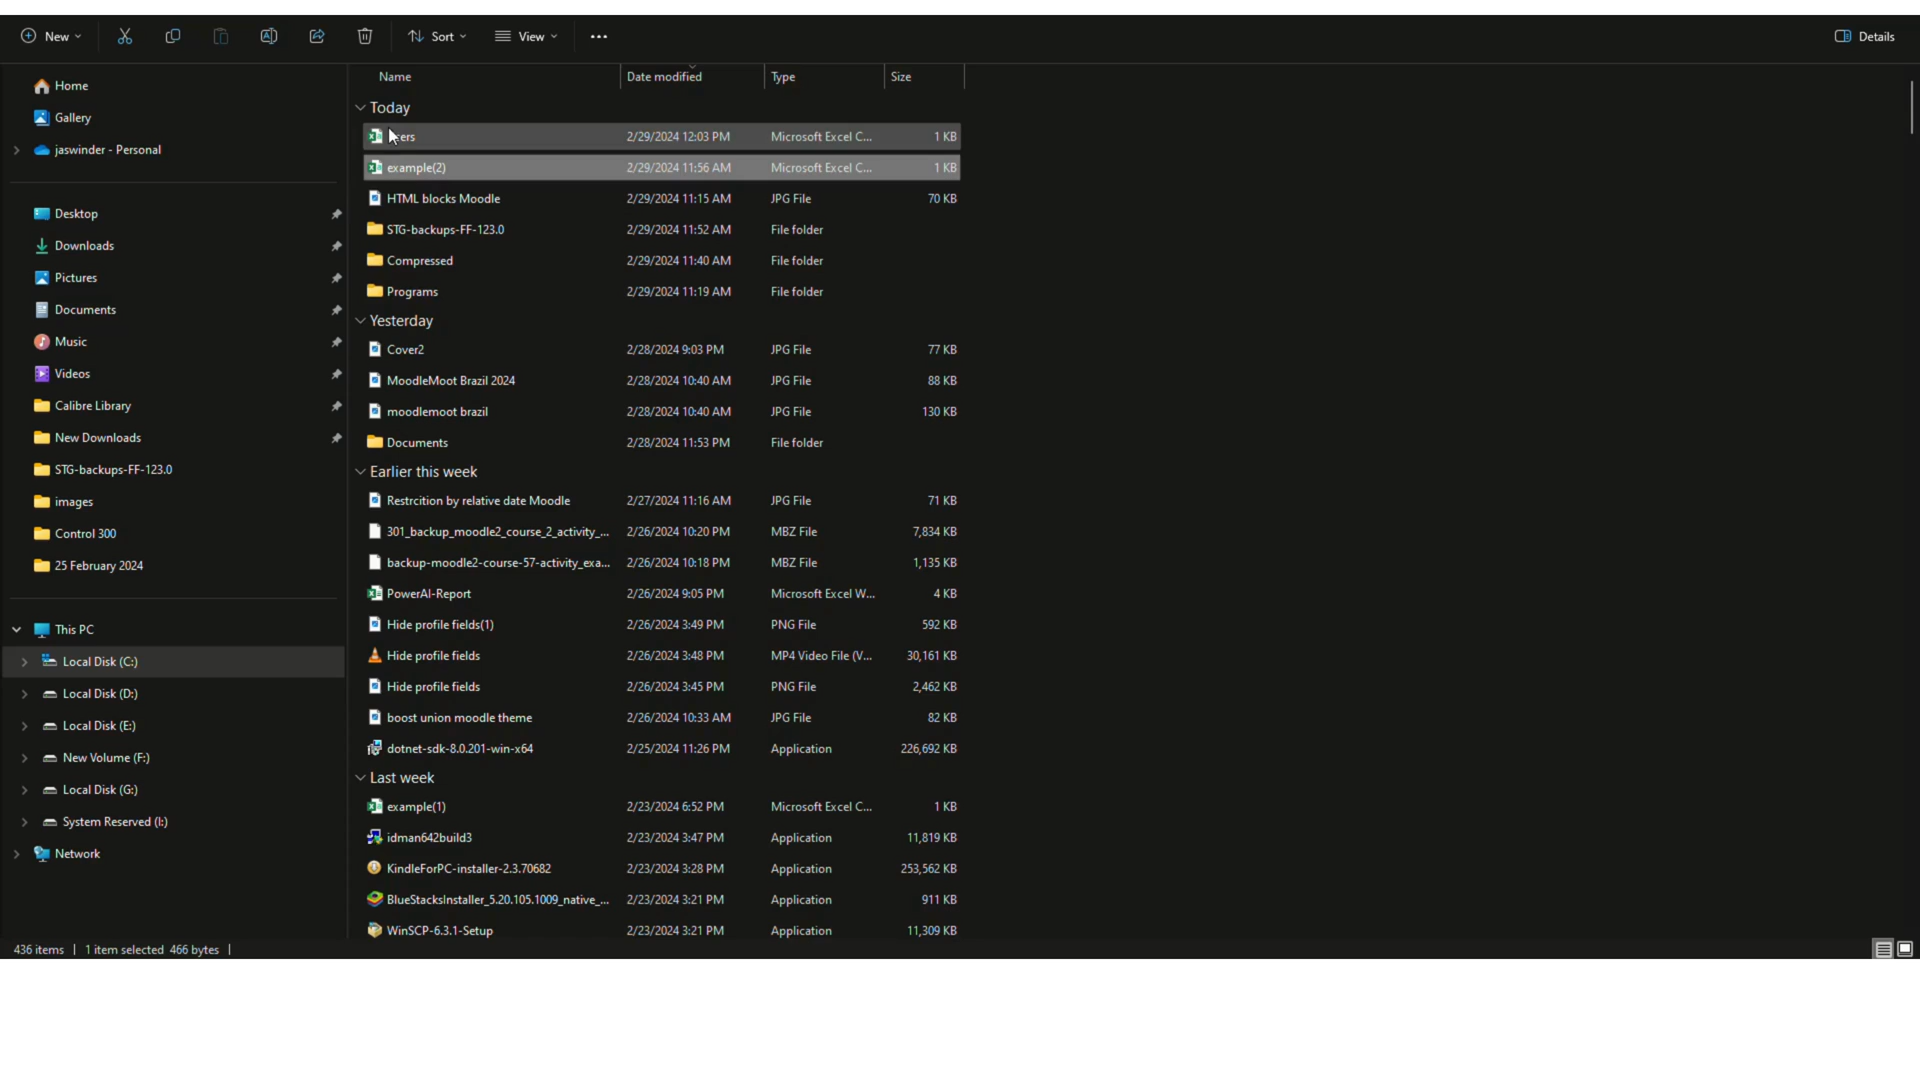 New
Sort
View
Details
Home
Gallery
jaswinder - Personal
Desktop
Downloads
Pictures
Documents
Music
Videos
Calibre Library
New Downloads
STG-backups-FF-123.0
images
Control 300
25 February 2024
This PC
Local Disk (C:)
Local Disk (D:)
Local Disk (E:)
New Volume (F:)
Local Disk (G:)
System Reserved (I:)
Network
Name Date modified Type Size
Today
2/29/2024 12:03 PM Microsoft Excel C... 1 KB
example(2) 2/29/2024 11:56 AM Microsoft Excel C... 1 KB
HTML blocks Moodle 2/29/2024 11:15 AM JPG File 70 KB
STG-backups-FF-123.0 2/29/2024 11:52 AM File folder
Compressed 2/29/2024 11:40 AM File folder
Programs 2/29/2024 11:19 AM File folder
Yesterday
Cover2 2/28/2024 9:03 PM JPG File 77 KB
MoodleMoot Brazil 2024 2/28/2024 10:40 AM JPG File 88 KB
moodlemoot brazil 2/28/2024 10:40 AM JPG File 130 KB
Documents 2/28/2024 11:53 PM File folder
Earlier this week
Restrcition by relative date Moodle 2/27/2024 11:16 AM JPG File 71 KB
301_backup_moodle2_course_2_activity_... 2/26/2024 10:20 PM MBZ File 7,834 KB
backup-moodle2-course-57-activity_exa... 2/26/2024 10:18 PM MBZ File 1,135 KB
PowerAI-Report 2/26/2024 9:05 PM Microsoft Excel W... 4 KB
Hide profile fields(1) 2/26/2024 3:49 PM PNG File 592 KB
Hide profile fields 2/26/2024 3:48 PM MP4 Video File (V... 30,161 KB
Hide profile fields 2/26/2024 3:45 PM PNG File 2,462 KB
boost union moodle theme 2/26/2024 10:33 AM JPG File 82 KB
dotnet-sdk-8.0.201-win-x64 2/25/2024 11:26 PM Application 226,692 KB
Last week
example(1) 2/23/2024 6:52 PM Microsoft Excel C... 1 KB
idman642build3 2/23/2024 3:47 PM Application 11,819 KB
KindleForPC-installer-2.3.70682 2/23/2024 3:28 PM Application 253,562 KB
BlueStacksInstaller_5.20.105.1009_native_... 2/23/2024 3:21 PM Application 911 KB
WinSCP-6.3.1-Setup 2/23/2024 3:21 PM Application 11,309 KB
436 items 1 item selected 466 bytes